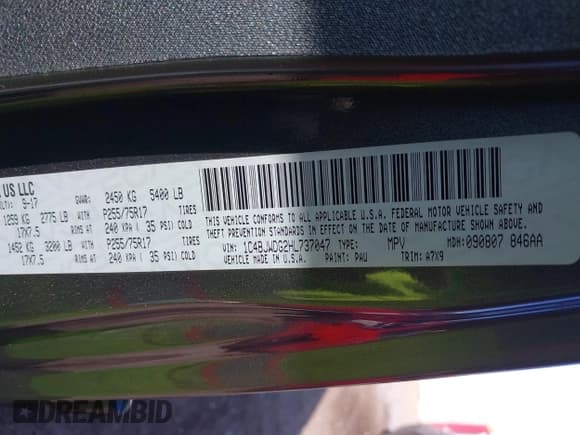 US LLC
9-17
GVWR: 2450 KG 5400 LB
1259 KG 2775 LB WITH P255/75R17 TIRES
17X7.5 RIMS AT 240 KPA ( 35 PSI) COLD
1452 KG 3200 LB WITH P255/75R17 TIRES
17X7.5 RIMS AT 240 KPA ( 35 PSI) COLD
THIS VEHICLE CONFORMS TO ALL APPLICABLE U.S.A. FEDERAL MOTOR VEHICLE SAFETY,
BUMPER AND THEFT PREVENTION STANDARDS IN EFFECT ON THE DATE OF MANUFACTURE SHOWN ABOVE.
VIN: 1C4BJWDG2HL737047 TYPE: MPV MDH: 090807 846AA
VEHICLE MADE IN U.S.A. PAINT: PAU TRIM: A7X9
DREAMBID